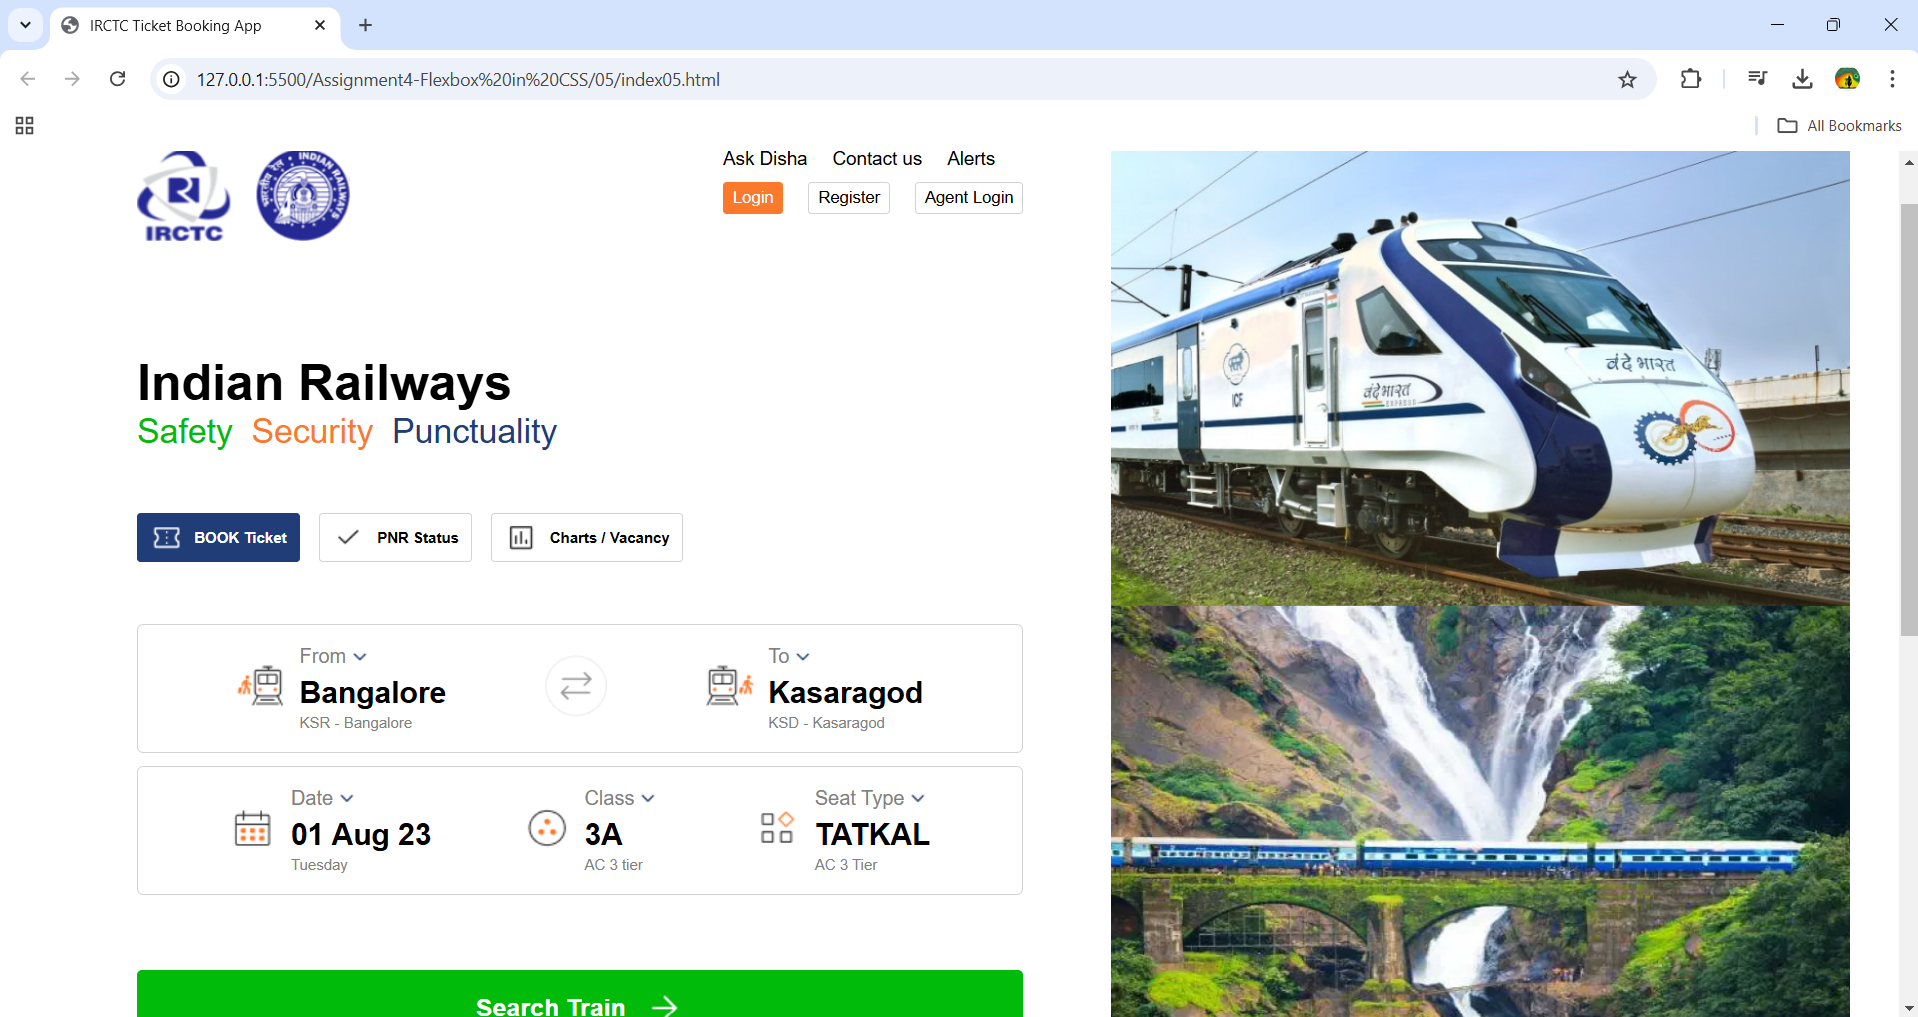 IRCTC Ticket Booking App
127.0.0.1:5500/Assignment4-Flexbox%20in%20CSS/05/index05.html
All Bookmarks
IRCTC
भारतीय रेल • INDIAN RAILWAYS
Ask Disha Contact us Alerts
Login Register Agent Login
Indian Railways
Safety Security Punctuality
BOOK Ticket PNR Status Charts / Vacancy
From
Bangalore
KSR - Bangalore
To
Kasaragod
KSD - Kasaragod
Date
01 Aug 23
Tuesday
Class
3A
AC 3 tier
Seat Type
TATKAL
AC 3 Tier
Search Train
वंदे भारत
वंदे भारत
EXPRESS
ICF